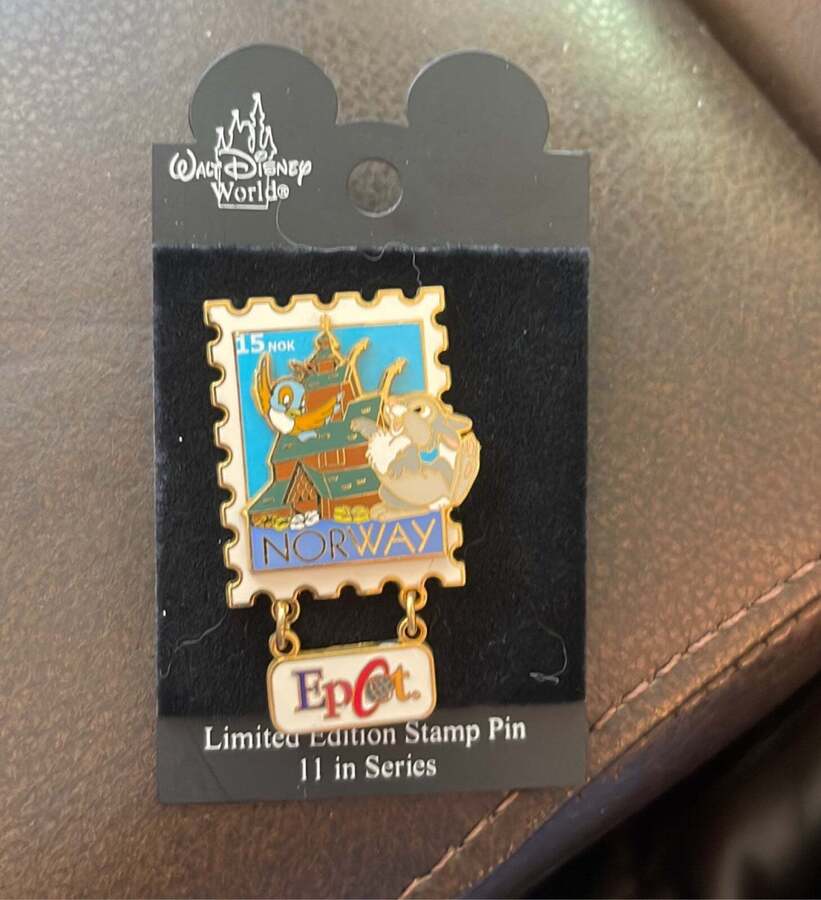 WALT DISNEY
World®
15 NOK
NORWAY
Epcot.
Limited Edition Stamp Pin
11 in Series